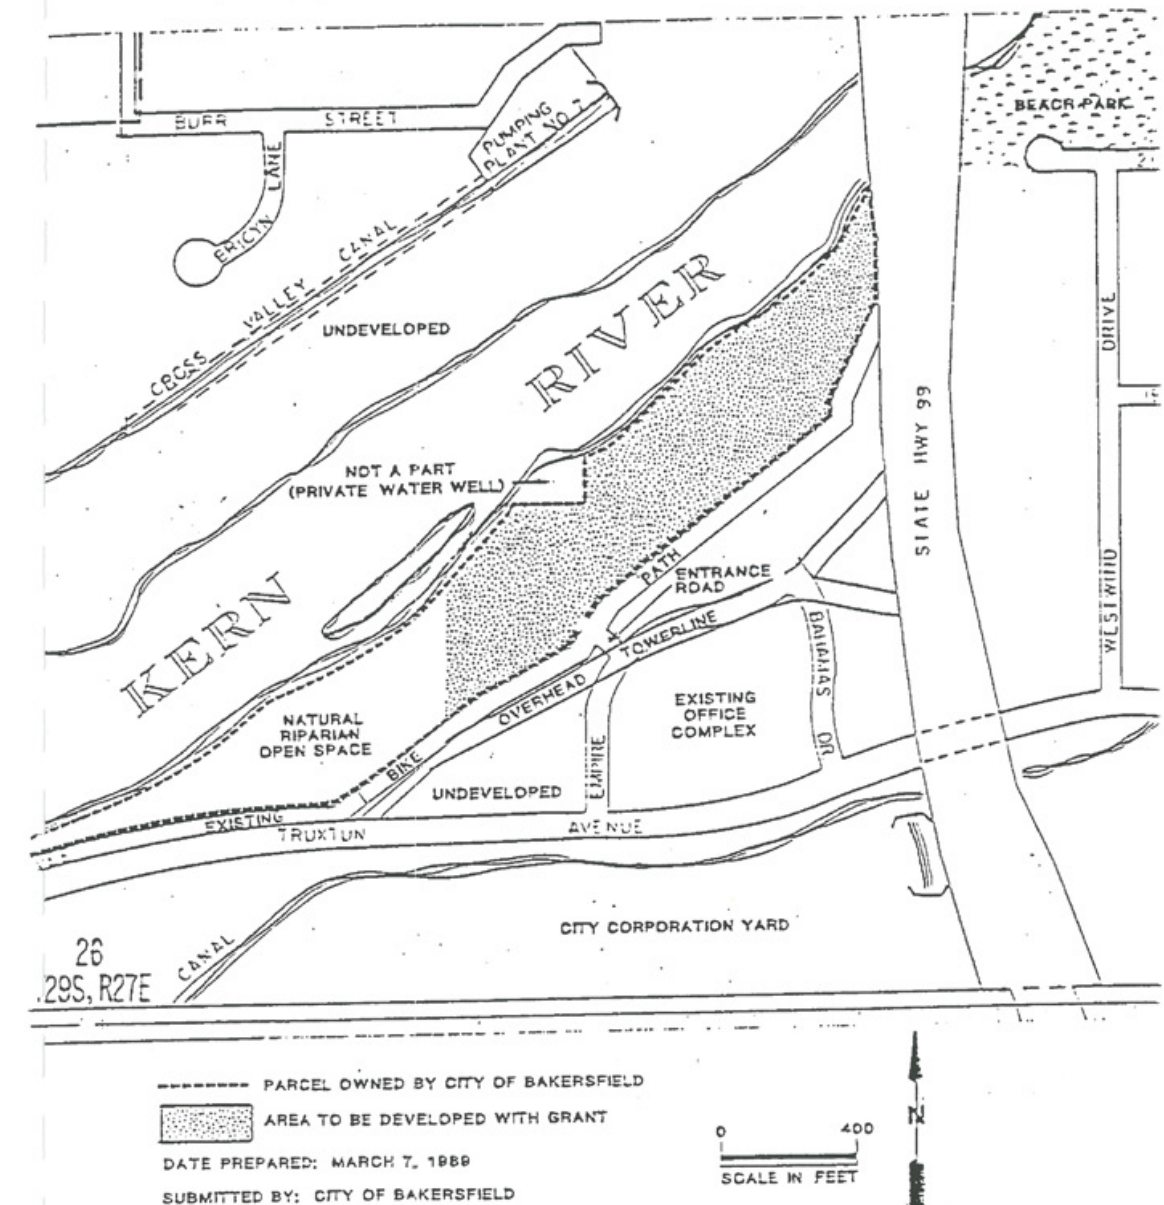 BURR STREET
PUMPING
PLANT NO 7
BEACH PARK
LANE
ERICYN
CROSS VALLEY CANAL
UNDEVELOPED
KERN RIVER
DRIVE
STATE HWY 99
NOT A PART
(PRIVATE WATER WELL)
PATH
ENTRANCE
ROAD
WESTWIND
TOWERLINE
OVERHEAD
BAHAMAS DR
NATURAL
RIPARIAN
OPEN SPACE
EXISTING
OFFICE
COMPLEX
BIKE
EMPIRE
UNDEVELOPED
EXISTING
TRUXTUN AVENUE
CITY CORPORATION YARD
CANAL
26
29S, R27E
PARCEL OWNED BY CITY OF BAKERSFIELD
AREA TO BE DEVELOPED WITH GRANT
DATE PREPARED: MARCH 7, 1989
SUBMITTED BY: CITY OF BAKERSFIELD
0 400
SCALE IN FEET
N